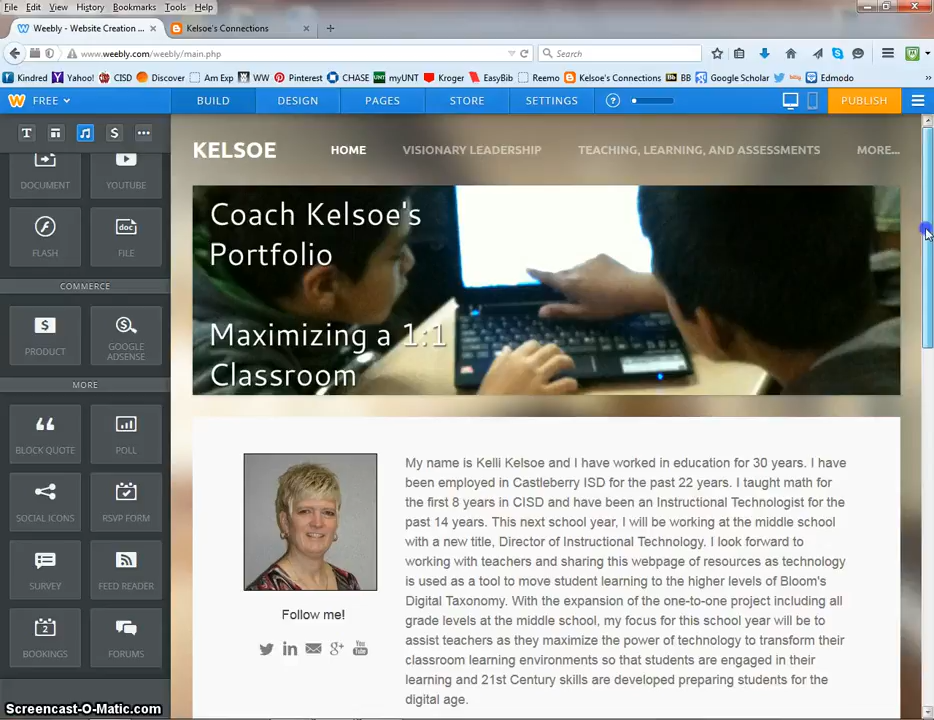 File Edit View History Bookmarks Tools Help
Weebly - Website Creation ... × Kelsoe's Connections × +
www.weebly.com/weebly/main.php Search
Kindred Yahoo! CISD Discover Am Exp WW Pinterest CHASE myUNT Kroger EasyBib Reemo Kelsoe's Connections BB Google Scholar Edmodo »
FREE BUILD DESIGN PAGES STORE SETTINGS ? PUBLISH
T $ •••
DOCUMENT YOUTUBE
FLASH FILE
COMMERCE
PRODUCT GOOGLE ADSENSE
MORE
BLOCK QUOTE POLL
SOCIAL ICONS RSVP FORM
SURVEY FEED READER
BOOKINGS FORUMS
KELSOE HOME VISIONARY LEADERSHIP TEACHING, LEARNING, AND ASSESSMENTS MORE...
Coach Kelsoe's
Portfolio
Maximizing a 1:1
Classroom
Follow me!
My name is Kelli Kelsoe and I have worked in education for 30 years. I have
been employed in Castleberry ISD for the past 22 years. I taught math for
the first 8 years in CISD and have been an Instructional Technologist for the
past 14 years. This next school year, I will be working at the middle school
with a new title, Director of Instructional Technology. I look forward to
working with teachers and sharing this webpage of resources as technology
is used as a tool to move student learning to the higher levels of Bloom's
Digital Taxonomy. With the expansion of the one-to-one project including all
grade levels at the middle school, my focus for this school year will be to
assist teachers as they maximize the power of technology to transform their
classroom learning environments so that students are engaged in their
learning and 21st Century skills are developed preparing students for the
digital age.
Screencast-O-Matic.com